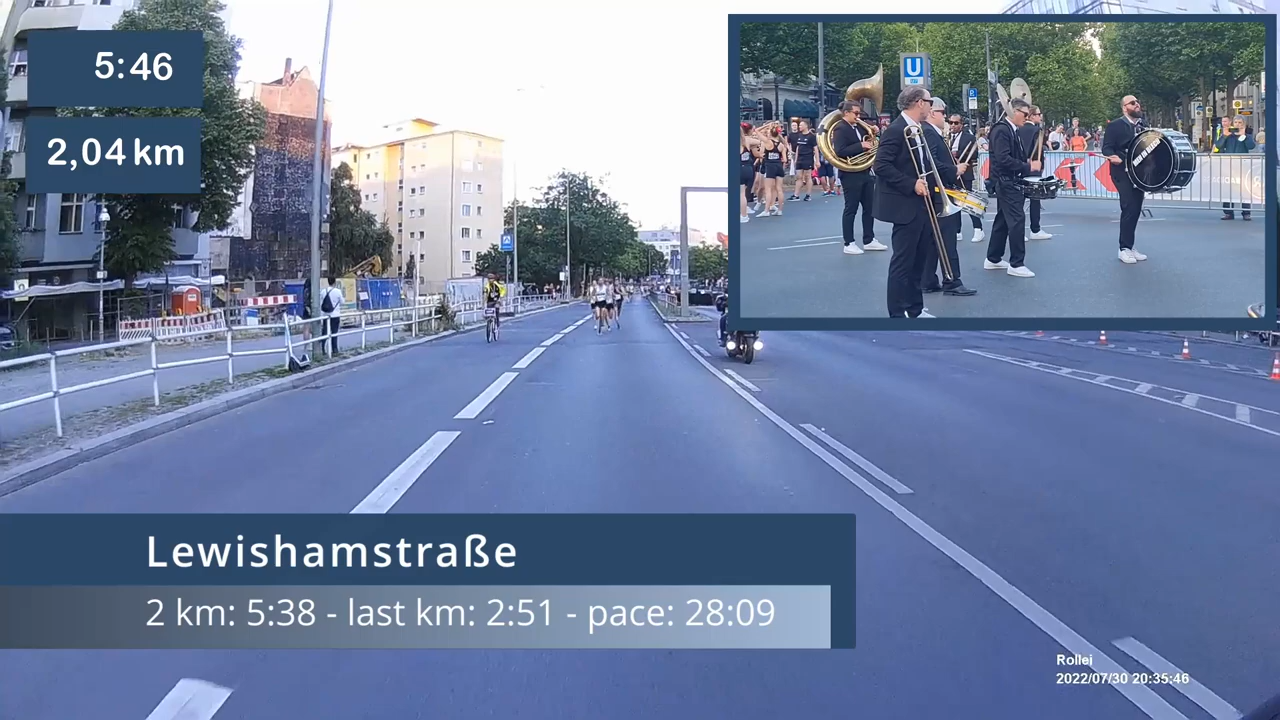 5:46
2,04 km
U
P
Lewishamstraße
2 km: 5:38 - last km: 2:51 - pace: 28:09
Rollei
2022/07/30 20:35:46